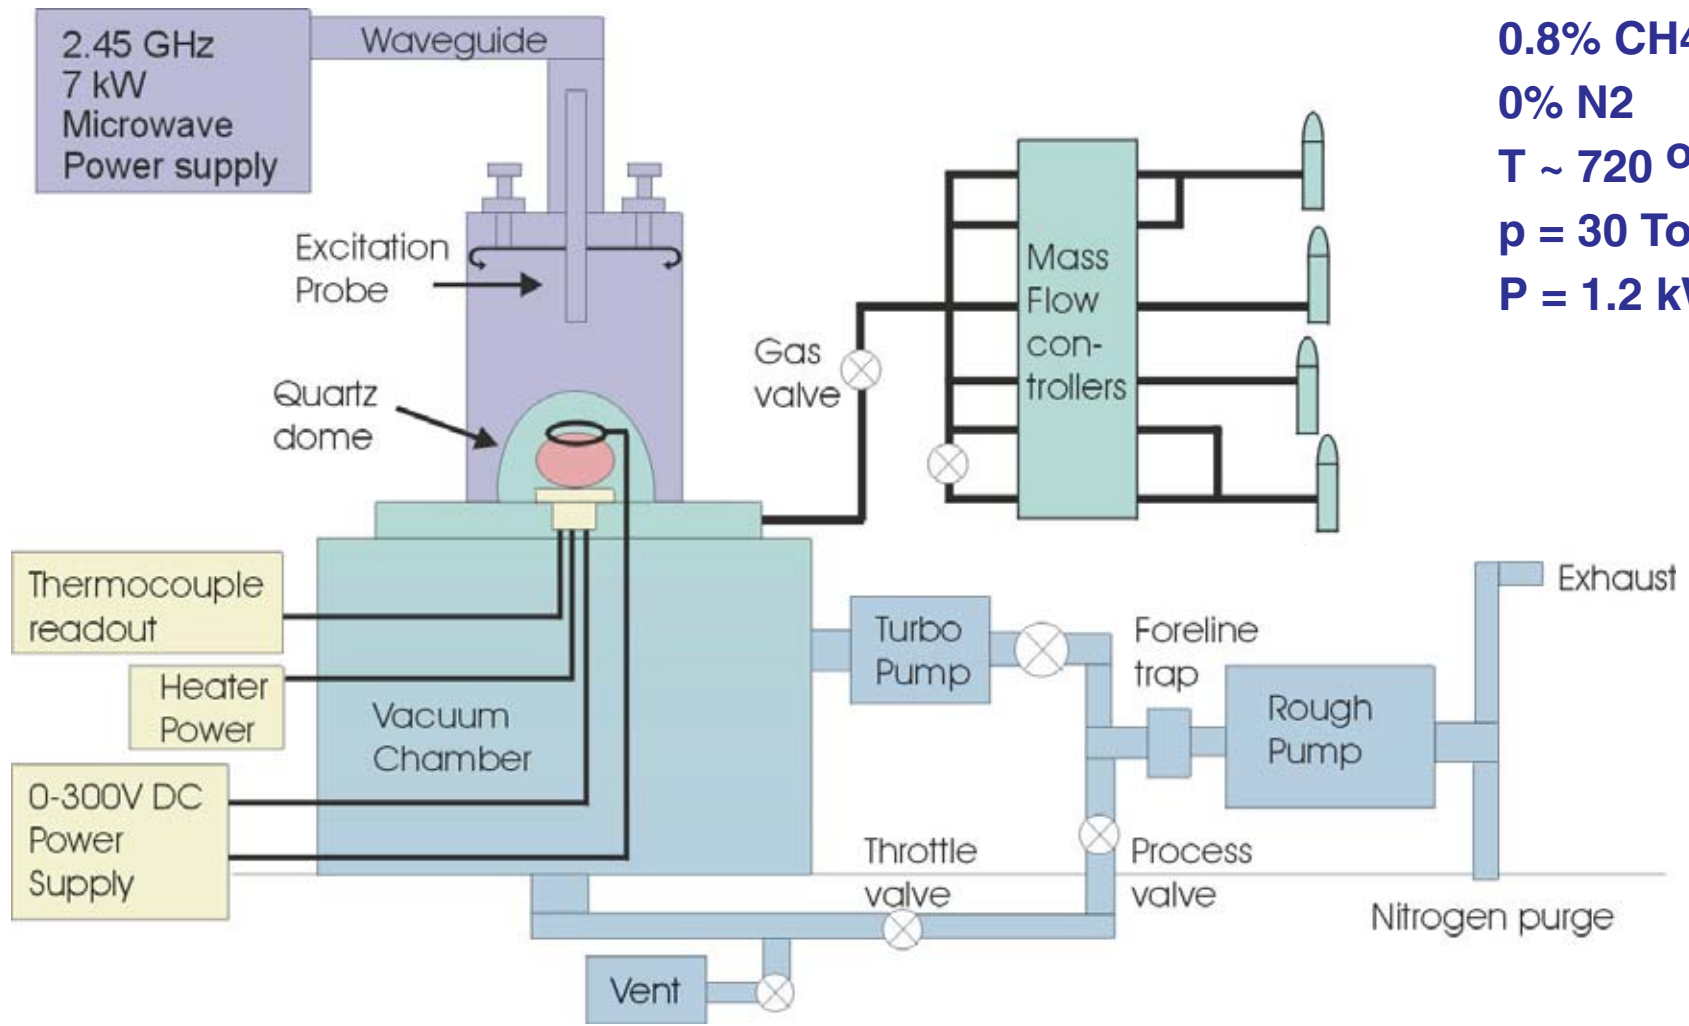 2.45 GHz
7 kW
Microwave
Power supply
Waveguide
0.8% CH4
0% N2
T ~ 720 o
p = 30 To
P = 1.2 k
Excitation
Probe
Mass
Flow
con-
trollers
Gas
valve
Quartz
dome
Thermocouple
readout
Heater
Power
0-300V DC
Power
Supply
Vacuum
Chamber
Turbo
Pump
Foreline
trap
Rough
Pump
Exhaust
Throttle
valve
Process
valve
Nitrogen purge
Vent